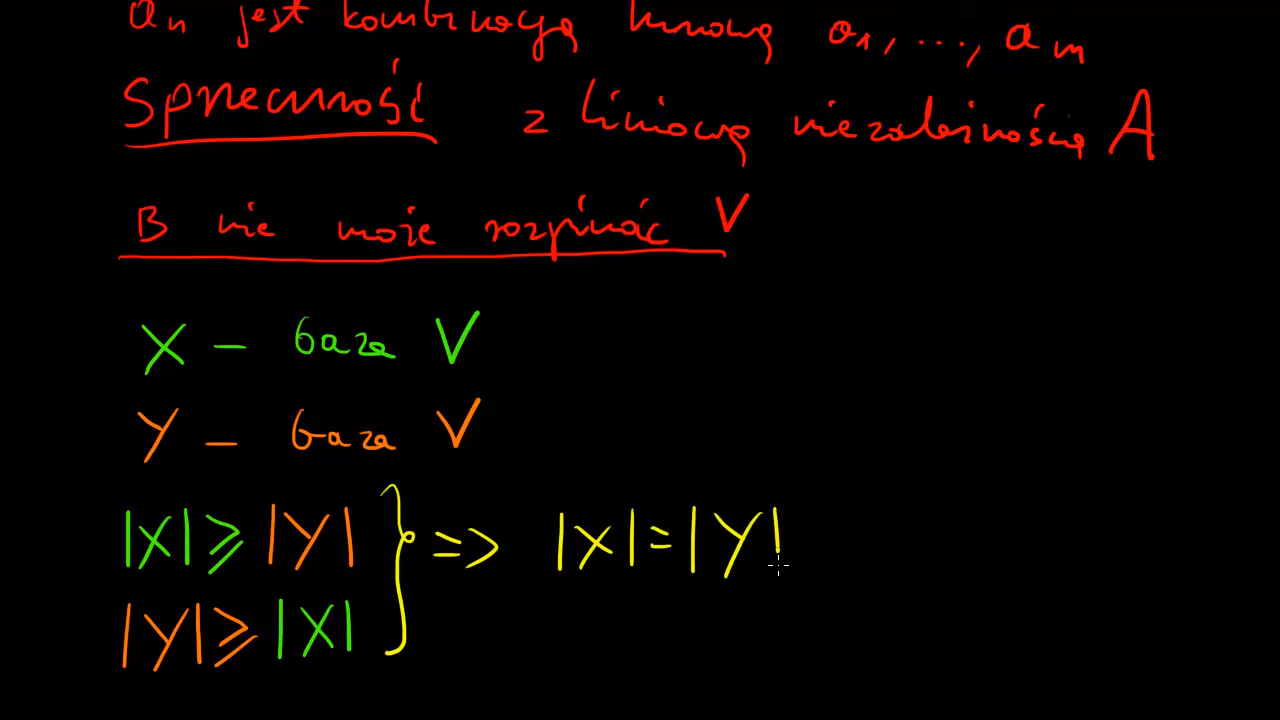 an jest kombinacją liniową a1, ..., am
Sprzeczność z liniową niezależnością A
B nie może rozpinać V
X – baza V
Y – baza V
|X| ⩾ |Y|
|Y| ⩾ |X|
} => |X| = |Y|